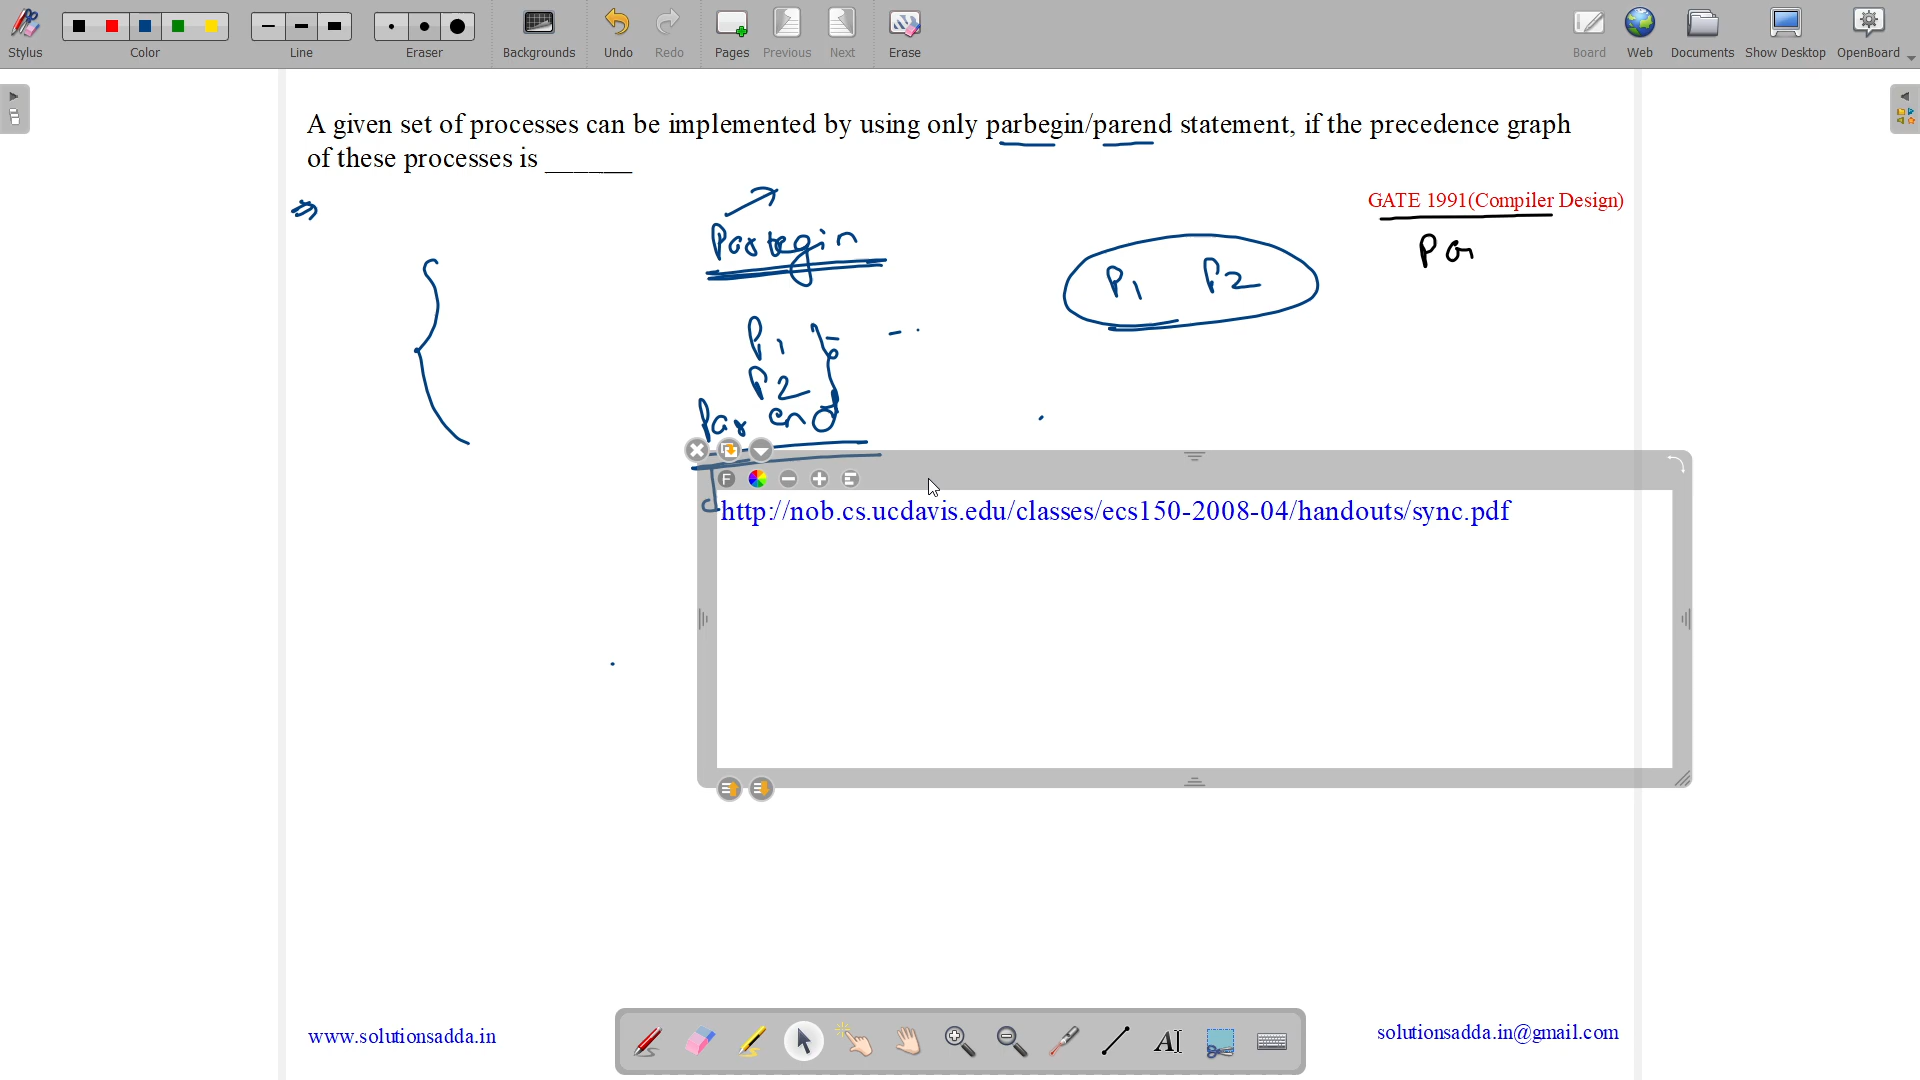 Stylus Color Line Eraser Backgrounds Undo Redo Pages Previous Next Erase Board Web Documents Show Desktop OpenBoard
A given set of processes can be implemented by using only parbegin/parend statement, if the precedence graph
of these processes is ______
GATE 1991(Compiler Design)
Parbegin
P1 P2
P1
P2
Par end
F
http://nob.cs.ucdavis.edu/classes/ecs150-2008-04/handouts/sync.pdf
www.solutionsadda.in
solutionsadda.in@gmail.com
AI